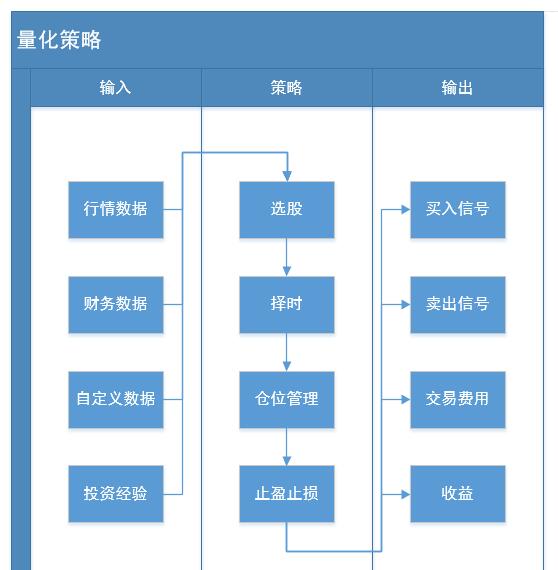 量化策略
输入
策略
输出
行情数据
选股
买入信号
财务数据
择时
卖出信号
自定义数据
仓位管理
交易费用
投资经验
止盈止损
收益